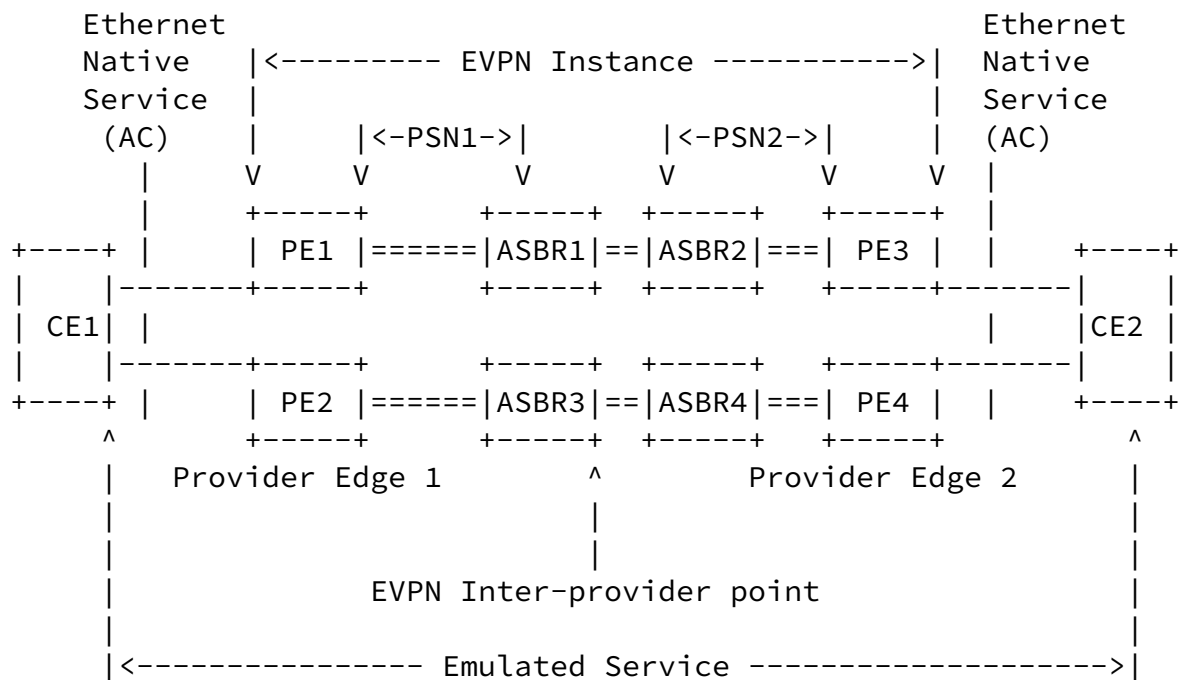 Ethernet                                          Ethernet
Native   |<--------- EVPN Instance ----------->|  Native
Service  |                                     |  Service
(AC)   |     |<-PSN1->|       |<-PSN2->|     |  (AC)
|    V     V        V       V        V     V  |
|    +-----+      +-----+  +-----+   +-----+  |
+----+ |    | PE1 |======|ASBR1|==|ASBR2|===| PE3 |  |    +----+
|    |-------+-----+      +-----+  +-----+   +-----+-------|    |
| CE1| |                                            |    |CE2 |
|    |-------+-----+      +-----+  +-----+   +-----+-------|    |
+----+ |    | PE2 |======|ASBR3|==|ASBR4|===| PE4 |  |    +----+
^       +-----+      +-----+  +-----+   +-----+          ^
|   Provider Edge 1        ^        Provider Edge 2      |
|                          |                             |
|                          |                             |
|              EVPN Inter-provider point                 |
|                                                        |
|<---------------- Emulated Service -------------------->|